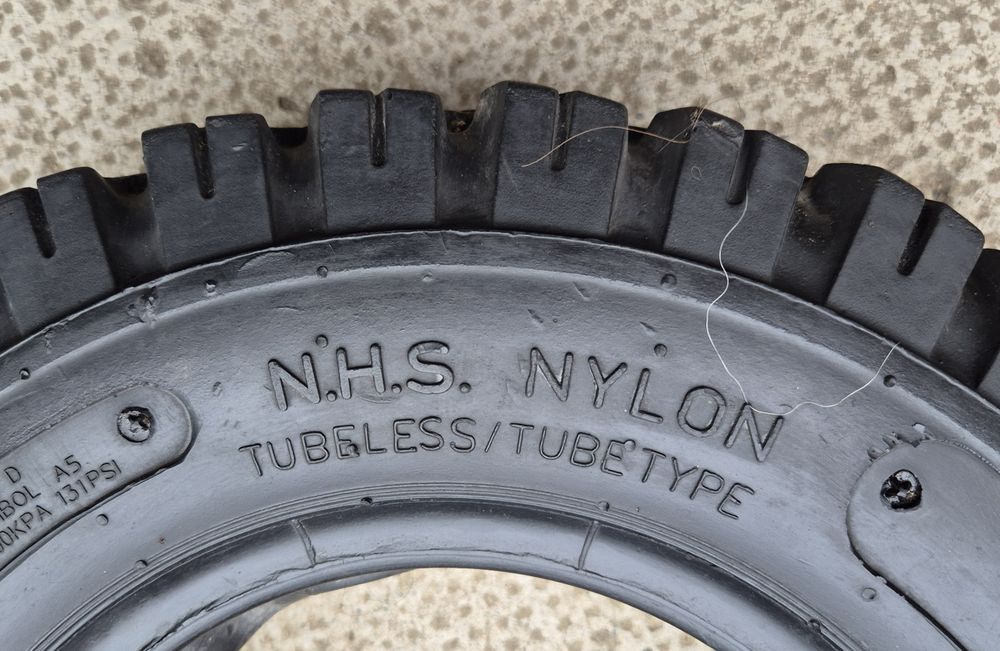 N.H.S. NYLON
TUBELESS/TUBETYPE
D
BOL A5
0KPA 131PSI